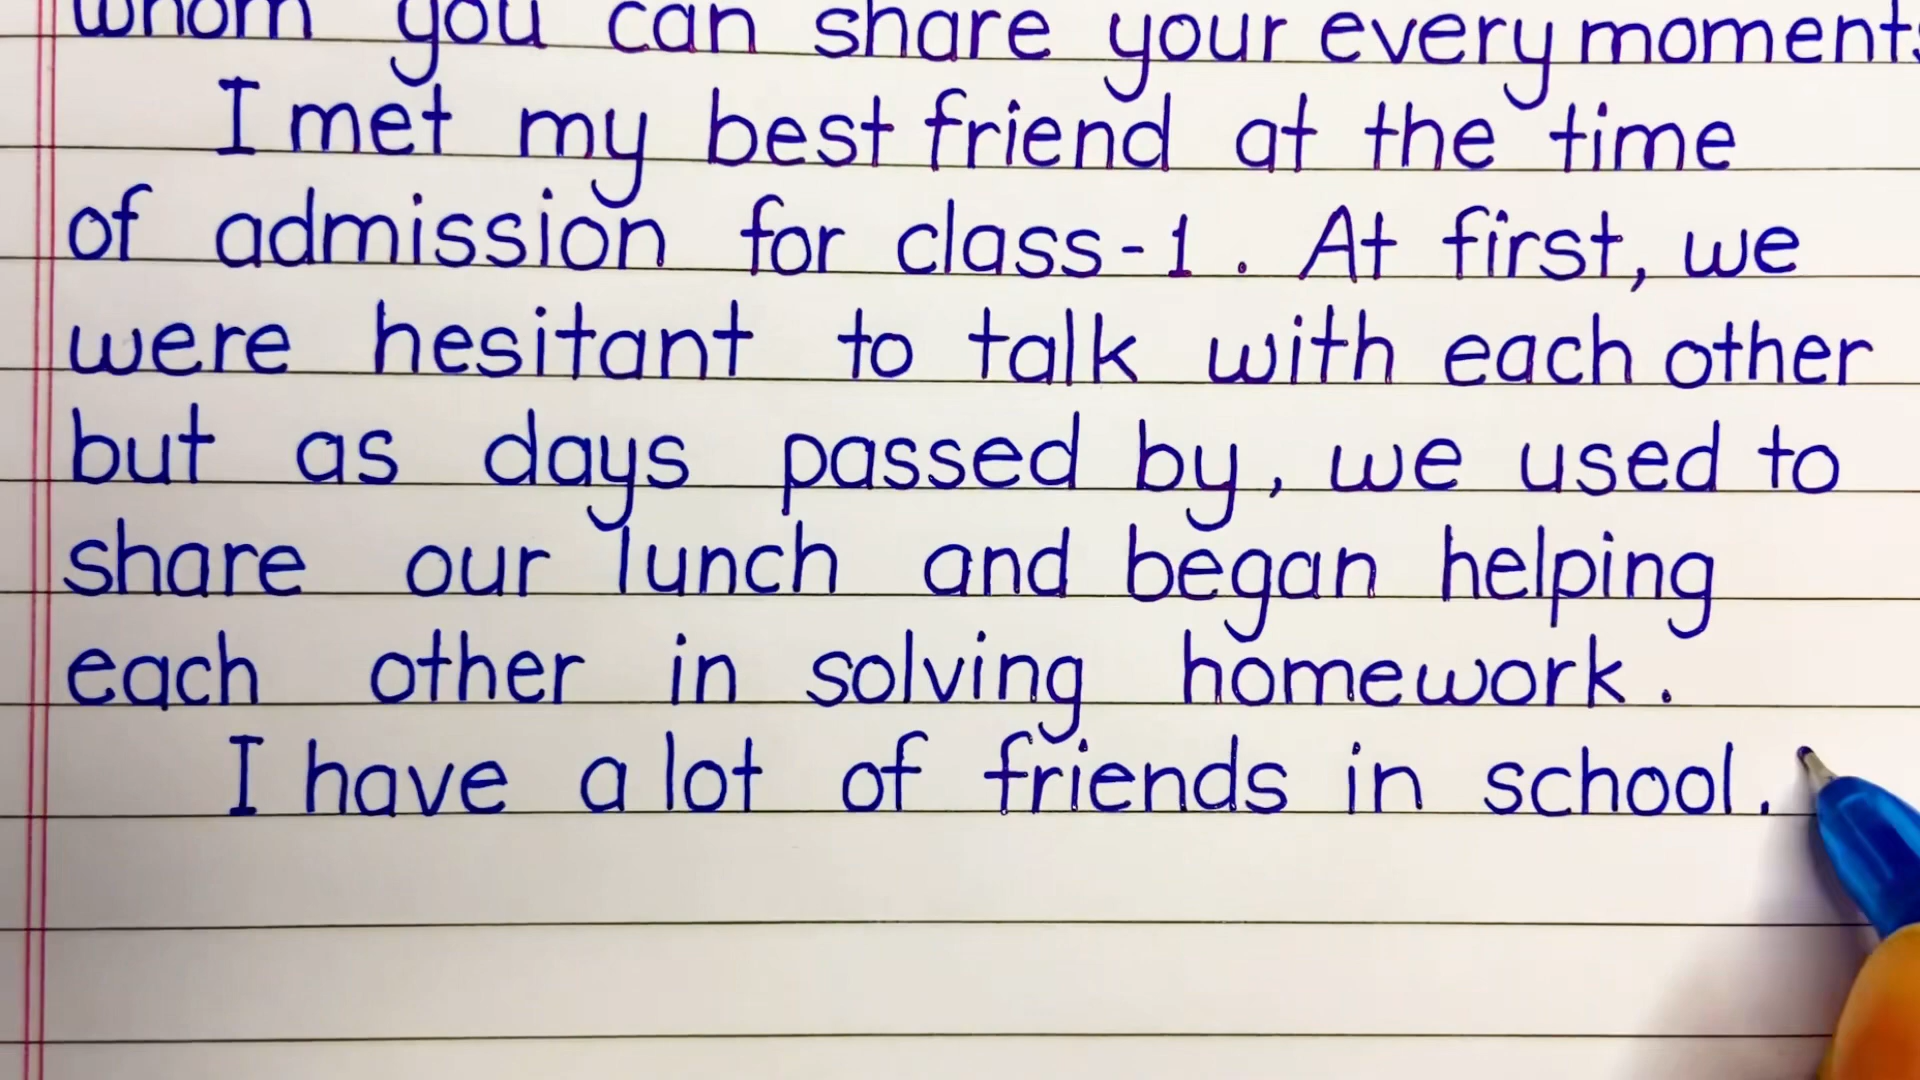 whom you can share your every moments
I met my best friend at the time
of admission for class-1. At first, we
were hesitant to talk with each other
but as days passed by, we used to
share our lunch and began helping
each other in solving homework.
I have a lot of friends in school.